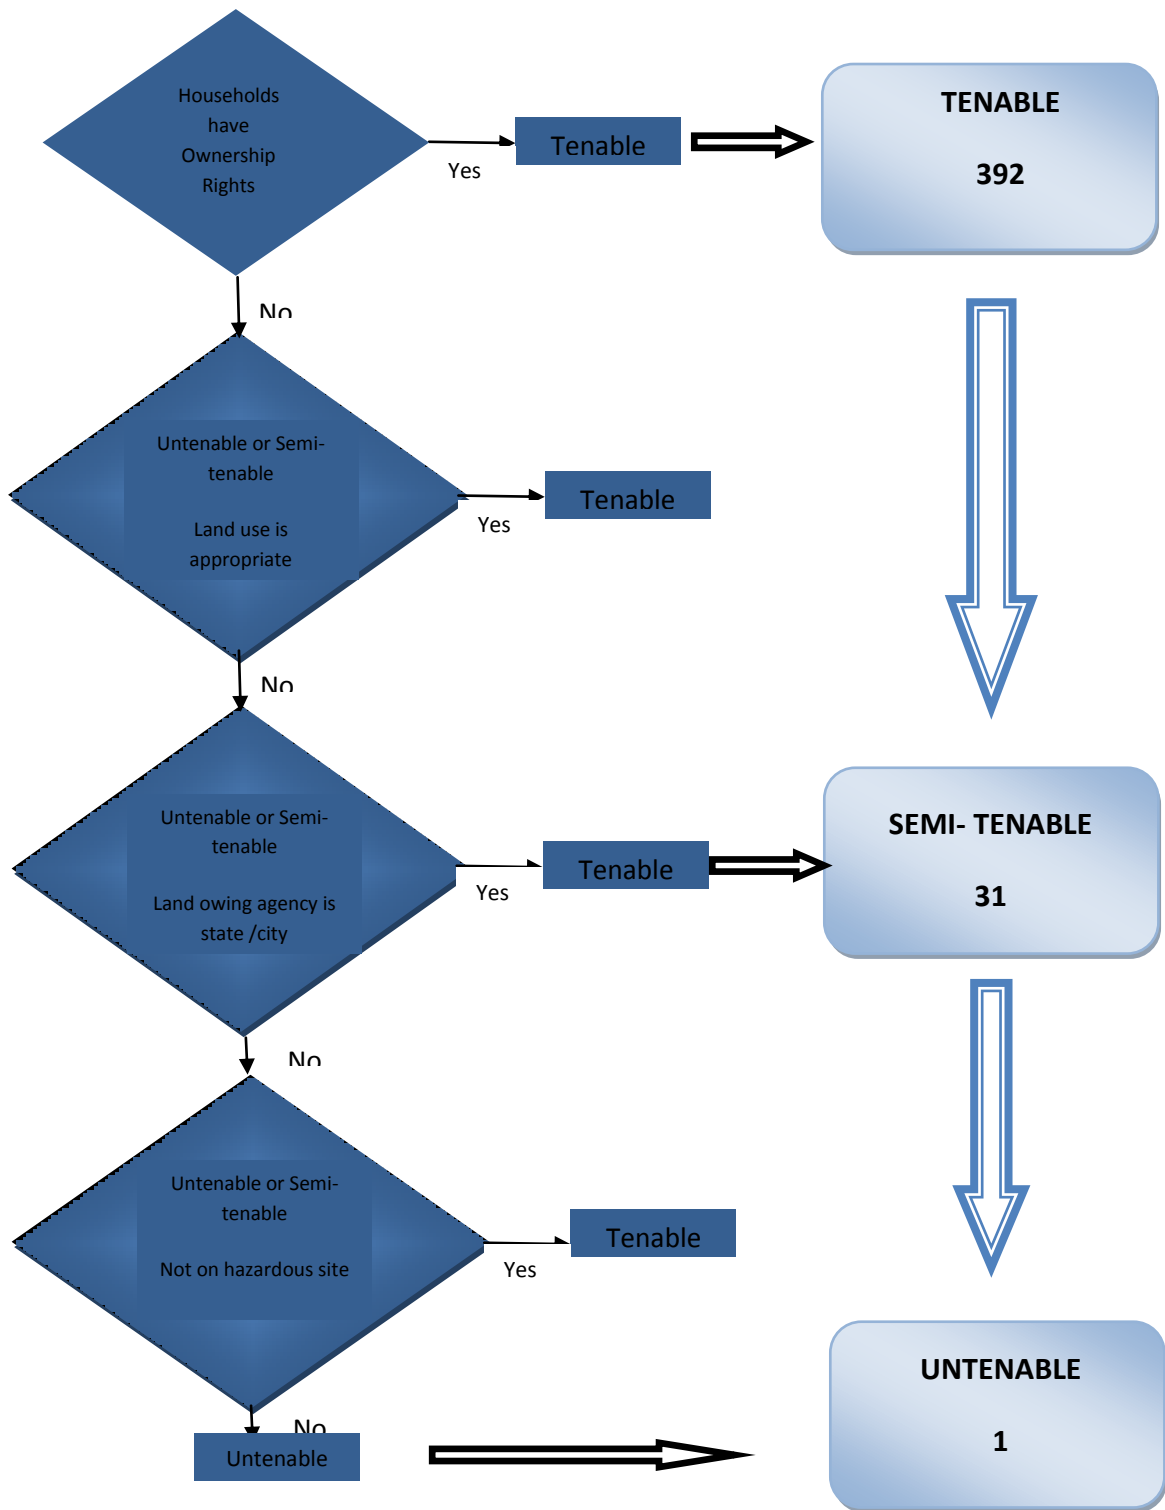 Households
have
Ownership
Rights
Yes
Tenable
TENABLE
392
No
Untenable or Semi-
tenable
Land use is
appropriate
Yes
Tenable
No
Untenable or Semi-
tenable
Land owing agency is
state /city
Yes
Tenable
SEMI- TENABLE
31
No
Untenable or Semi-
tenable
Not on hazardous site
Yes
Tenable
UNTENABLE
1
No
Untenable